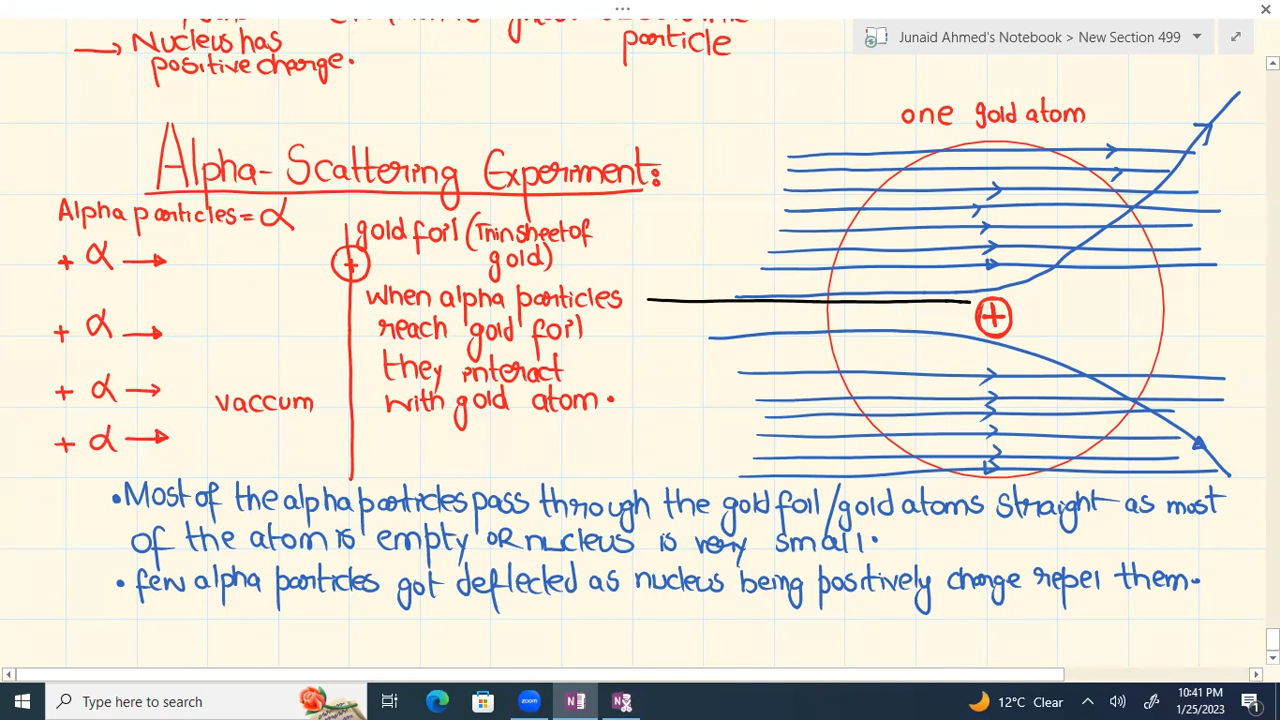 Junaid Ahmed's Notebook > New Section 499
→ Nucleus has
positive charge.
particle
Alpha-Scattering Experiment:
Alpha particles = α
+ α →
+ α →
+ α →
+ α →
vaccum
gold foil (Thin sheet of
gold)
+
when alpha particles
reach gold foil
they interact
with gold atom.
one gold atom
+
•Most of the alpha particles pass through the gold foil/gold atoms straight as most
of the atom is empty OR nucleus is very small.
• few alpha particles got deflected as nucleus being positively charge repel them.
Type here to search
zoom
12°C Clear
10:41 PM
1/25/2023
1